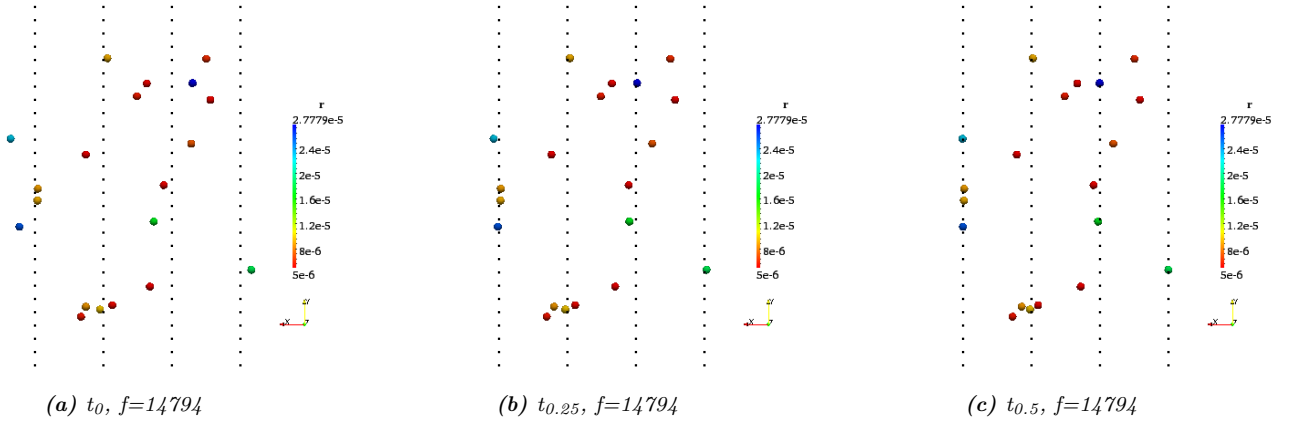 r
2.7779e-5
2.4e-5
2e-5
1.6e-5
1.2e-5
8e-6
5e-6
Y
X
Z
(a) t0, f=14794
r
2.7779e-5
2.4e-5
2e-5
1.6e-5
1.2e-5
8e-6
5e-6
Y
X
Z
(b) t0.25, f=14794
r
2.7779e-5
2.4e-5
2e-5
1.6e-5
1.2e-5
8e-6
5e-6
Y
X
Z
(c) t0.5, f=14794